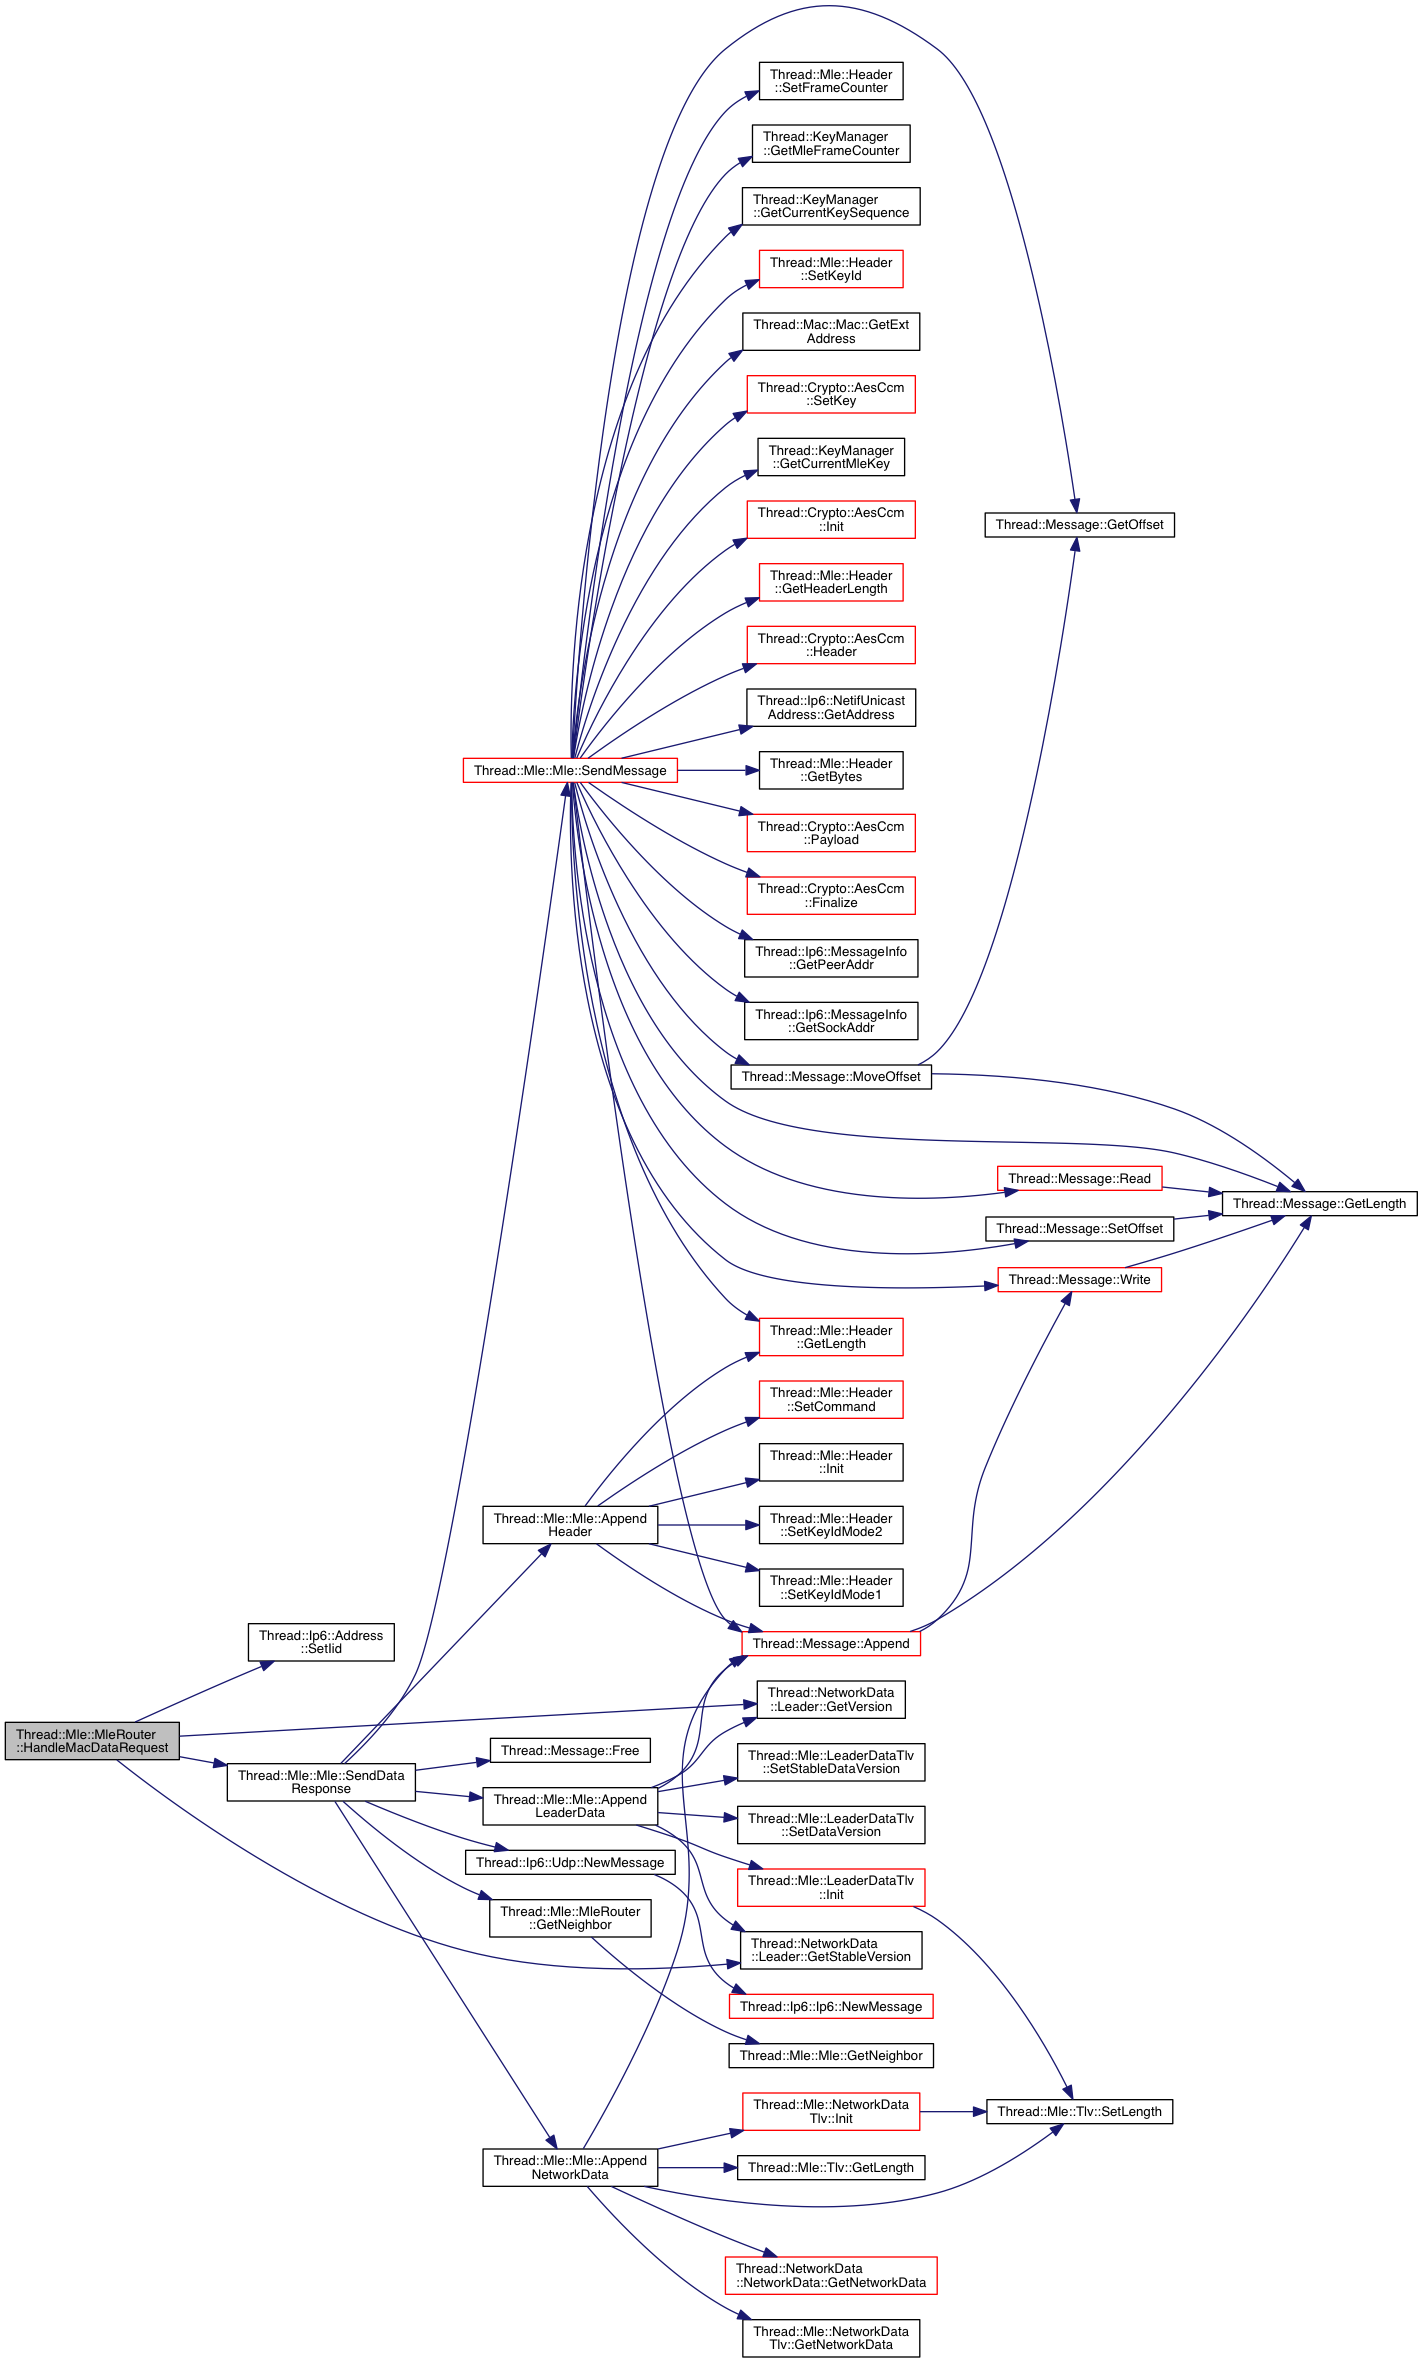 Thread::Mle::Header
::SetFrameCounter
Thread::KeyManager
::GetMleFrameCounter
Thread::KeyManager
::GetCurrentKeySequence
Thread::Mle::Header
::SetKeyId
Thread::Mac::Mac::GetExt
Address
Thread::Crypto::AesCcm
::SetKey
Thread::KeyManager
::GetCurrentMleKey
Thread::Crypto::AesCcm
::Init
Thread::Message::GetOffset
Thread::Mle::Header
::GetHeaderLength
Thread::Crypto::AesCcm
::Header
Thread::Ip6::NetifUnicast
Address::GetAddress
Thread::Mle::Mle::SendMessage
Thread::Mle::Header
::GetBytes
Thread::Crypto::AesCcm
::Payload
Thread::Crypto::AesCcm
::Finalize
Thread::Ip6::MessageInfo
::GetPeerAddr
Thread::Ip6::MessageInfo
::GetSockAddr
Thread::Message::MoveOffset
Thread::Message::Read
Thread::Message::GetLength
Thread::Message::SetOffset
Thread::Message::Write
Thread::Mle::Header
::GetLength
Thread::Mle::Header
::SetCommand
Thread::Mle::Header
::Init
Thread::Mle::Mle::Append
Header
Thread::Mle::Header
::SetKeyIdMode2
Thread::Mle::Header
::SetKeyIdMode1
Thread::Ip6::Address
::SetIid
Thread::Message::Append
Thread::NetworkData
::Leader::GetVersion
Thread::Mle::MleRouter
::HandleMacDataRequest
Thread::Message::Free
Thread::Mle::LeaderDataTlv
::SetStableDataVersion
Thread::Mle::Mle::SendData
Response
Thread::Mle::Mle::Append
LeaderData
Thread::Mle::LeaderDataTlv
::SetDataVersion
Thread::Ip6::Udp::NewMessage
Thread::Mle::LeaderDataTlv
::Init
Thread::Mle::MleRouter
::GetNeighbor
Thread::NetworkData
::Leader::GetStableVersion
Thread::Ip6::Ip6::NewMessage
Thread::Mle::Mle::GetNeighbor
Thread::Mle::NetworkData
Tlv::Init
Thread::Mle::Tlv::SetLength
Thread::Mle::Mle::Append
NetworkData
Thread::Mle::Tlv::GetLength
Thread::NetworkData
::NetworkData::GetNetworkData
Thread::Mle::NetworkData
Tlv::GetNetworkData